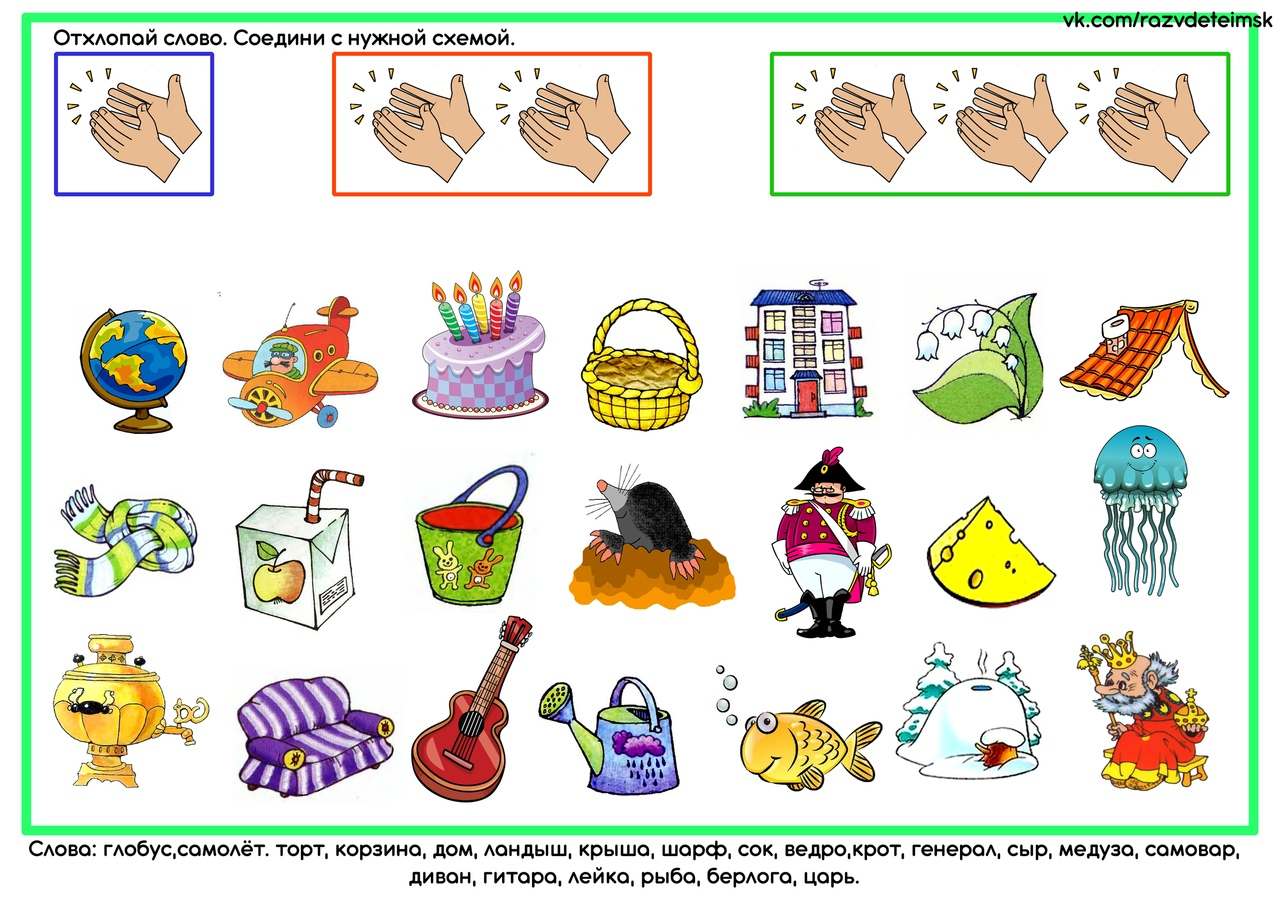 vk.com/razvdeteimsk
Отхлопай слово. Соедини с нужной схемой.
Слова: глобус,самолёт. торт, корзина, дом, ландыш, крыша, шарф, сок, ведро,крот, генерал, сыр, медуза, самовар,
диван, гитара, лейка, рыба, берлога, царь.